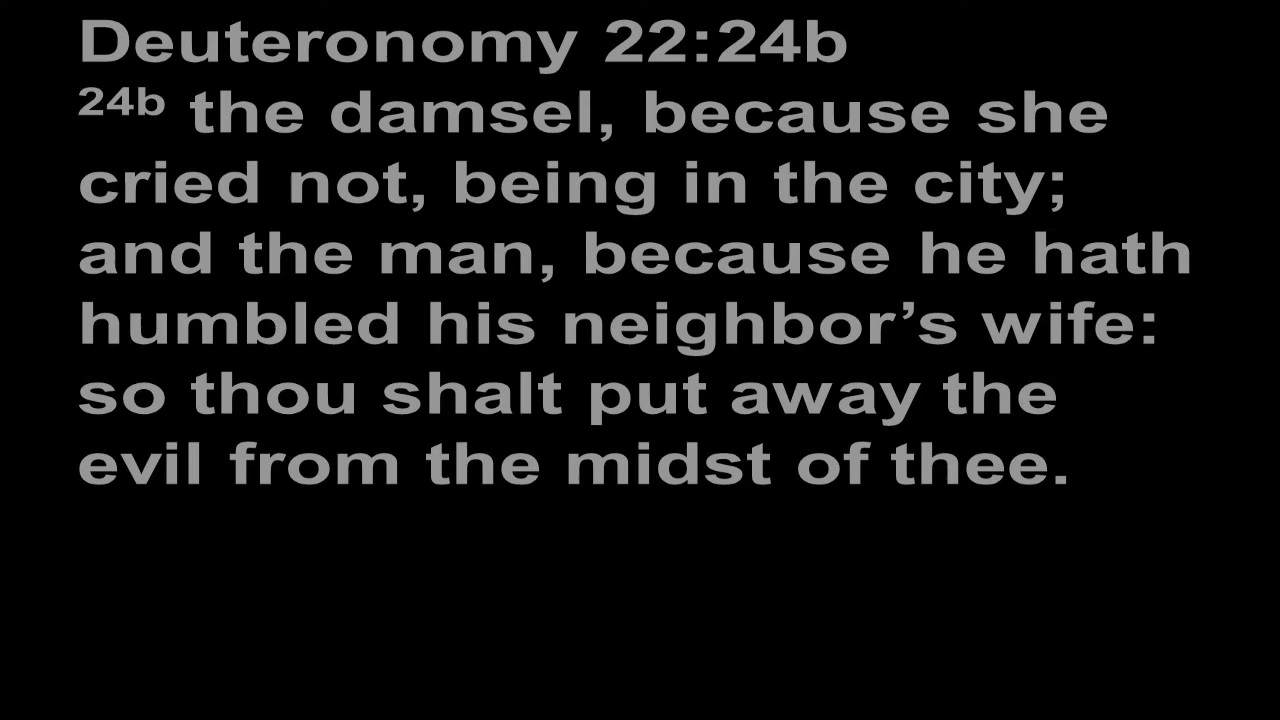 Deuteronomy 22:24b
24b the damsel, because she
cried not, being in the city;
and the man, because he hath
humbled his neighbor’s wife:
so thou shalt put away the
evil from the midst of thee.